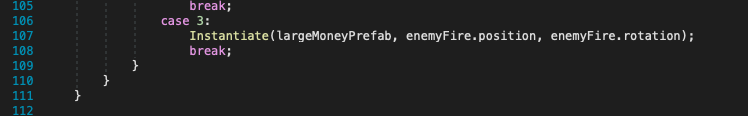 105 break;
106 case 3:
107 Instantiate(largeMoneyPrefab, enemyFire.position, enemyFire.rotation);
108 break;
109 }
110 }
111 }
112